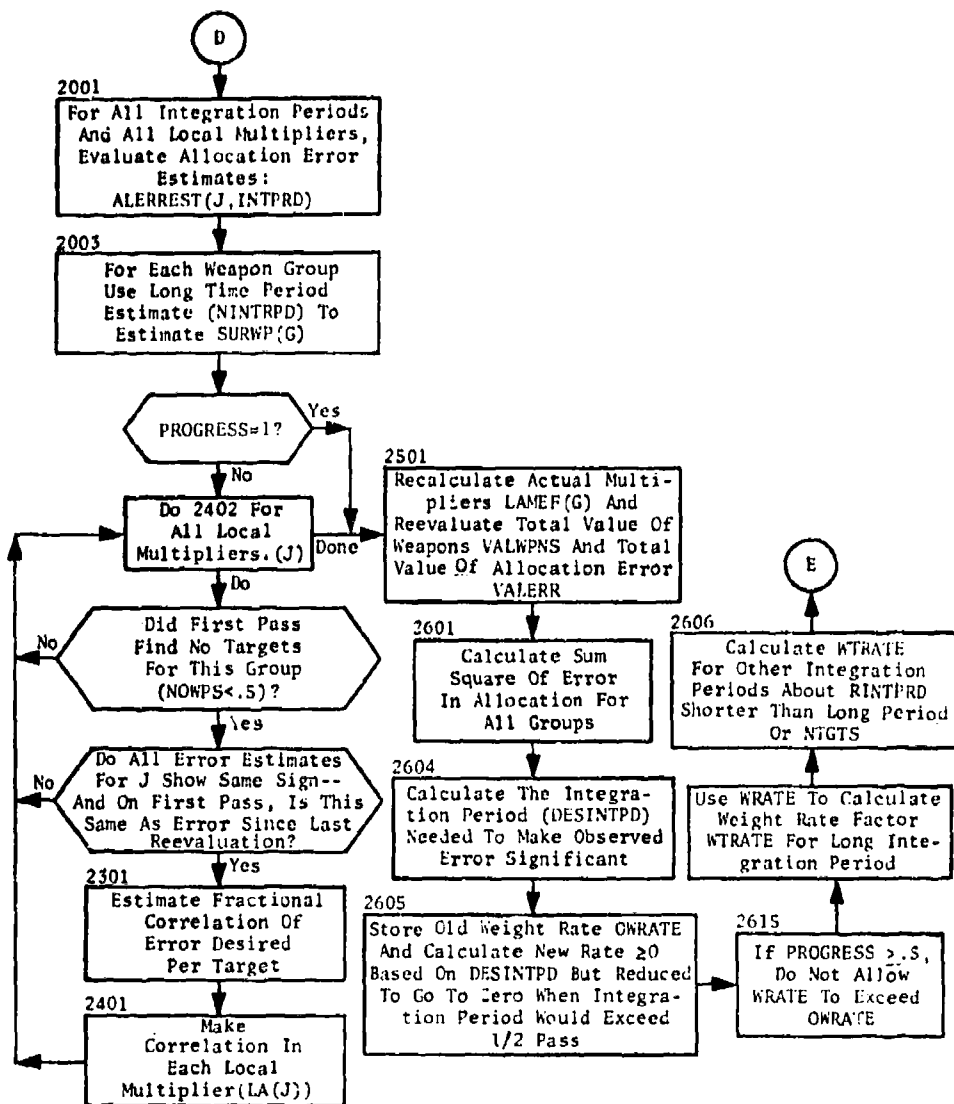 D
2001
For All Integration Periods
And All Local Multipliers,
Evaluate Allocation Error
Estimates:
ALERREST(J,INTPRD)
2003
For Each Weapon Group
Use Long Time Period
Estimate (NINTRPD) To
Estimate SURWP(G)
PROGRESS=1?
Yes
No
Do 2402 For
All Local
Multipliers.(J)
Done
Do
Did First Pass
Find No Targets
For This Group
(NOWPS<.5)?
No
Yes
Do All Error Estimates
For J Show Same Sign--
And On First Pass, Is This
Same As Error Since Last
Reevaluation?
No
Yes
2301
Estimate Fractional
Correlation Of
Error Desired
Per Target
2401
Make
Correlation In
Each Local
Multiplier(LA(J))
2501
Recalculate Actual Multi-
pliers LAMEF(G) And
Reevaluate Total Value Of
Weapons VALWPNS And Total
Value Of Allocation Error
VALERR
2601
Calculate Sum
Square Of Error
In Allocation For
All Groups
2604
Calculate The Integra-
tion Period (DESINTPD)
Needed To Make Observed
Error Significant
2605
Store Old Weight Rate OWRATE
And Calculate New Rate ≥0
Based On DESINTPD But Reduced
To Go To Zero When Integra-
tion Period Would Exceed
1/2 Pass
2615
If PROGRESS ≥.5,
Do Not Allow
WRATE To Exceed
OWRATE
Use WRATE To Calculate
Weight Rate Factor
WTRATE For Long Inte-
gration Period
2606
Calculate WTRATE
For Other Integration
Periods About RINTPRD
Shorter Than Long Period
Or NTGTS
E